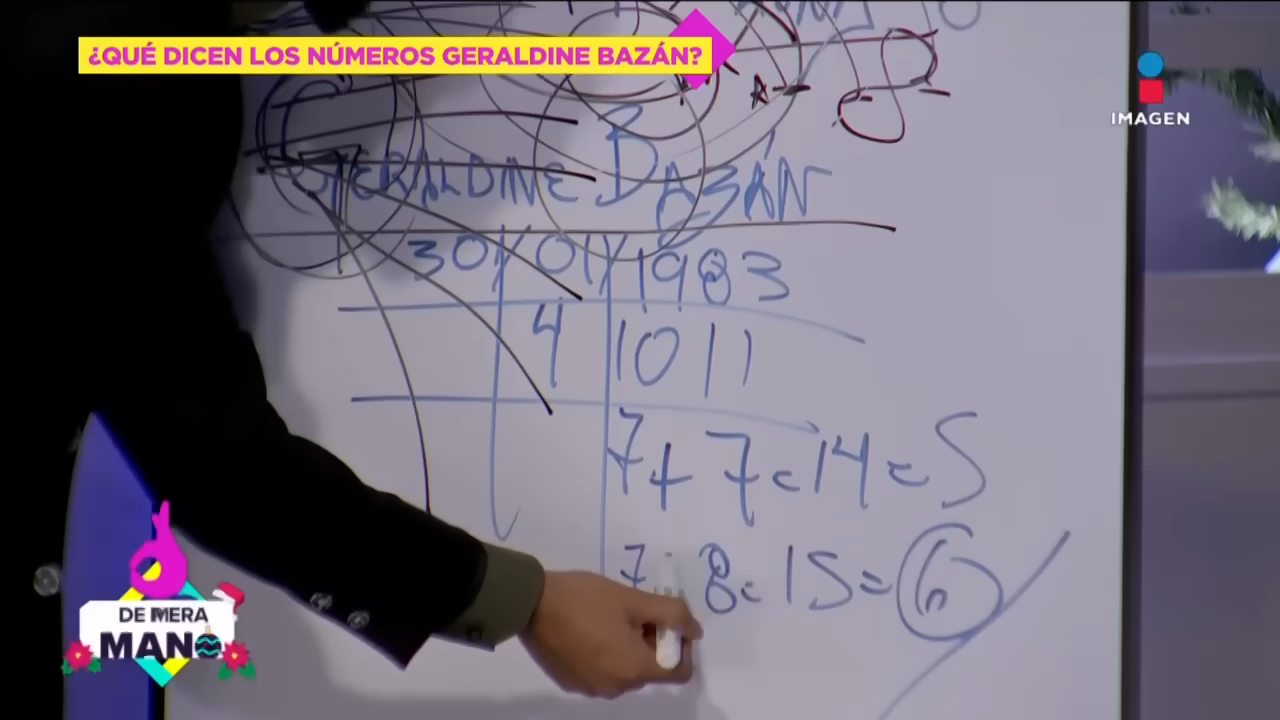 ¿QUÉ DICEN LOS NÚMEROS GERALDINE BAZÁN?
IMAGEN
GERALDINE BAZÁN
30/01/1983
4 1011
7+7=14=5
7 8=15=6
DE MERA
MANO